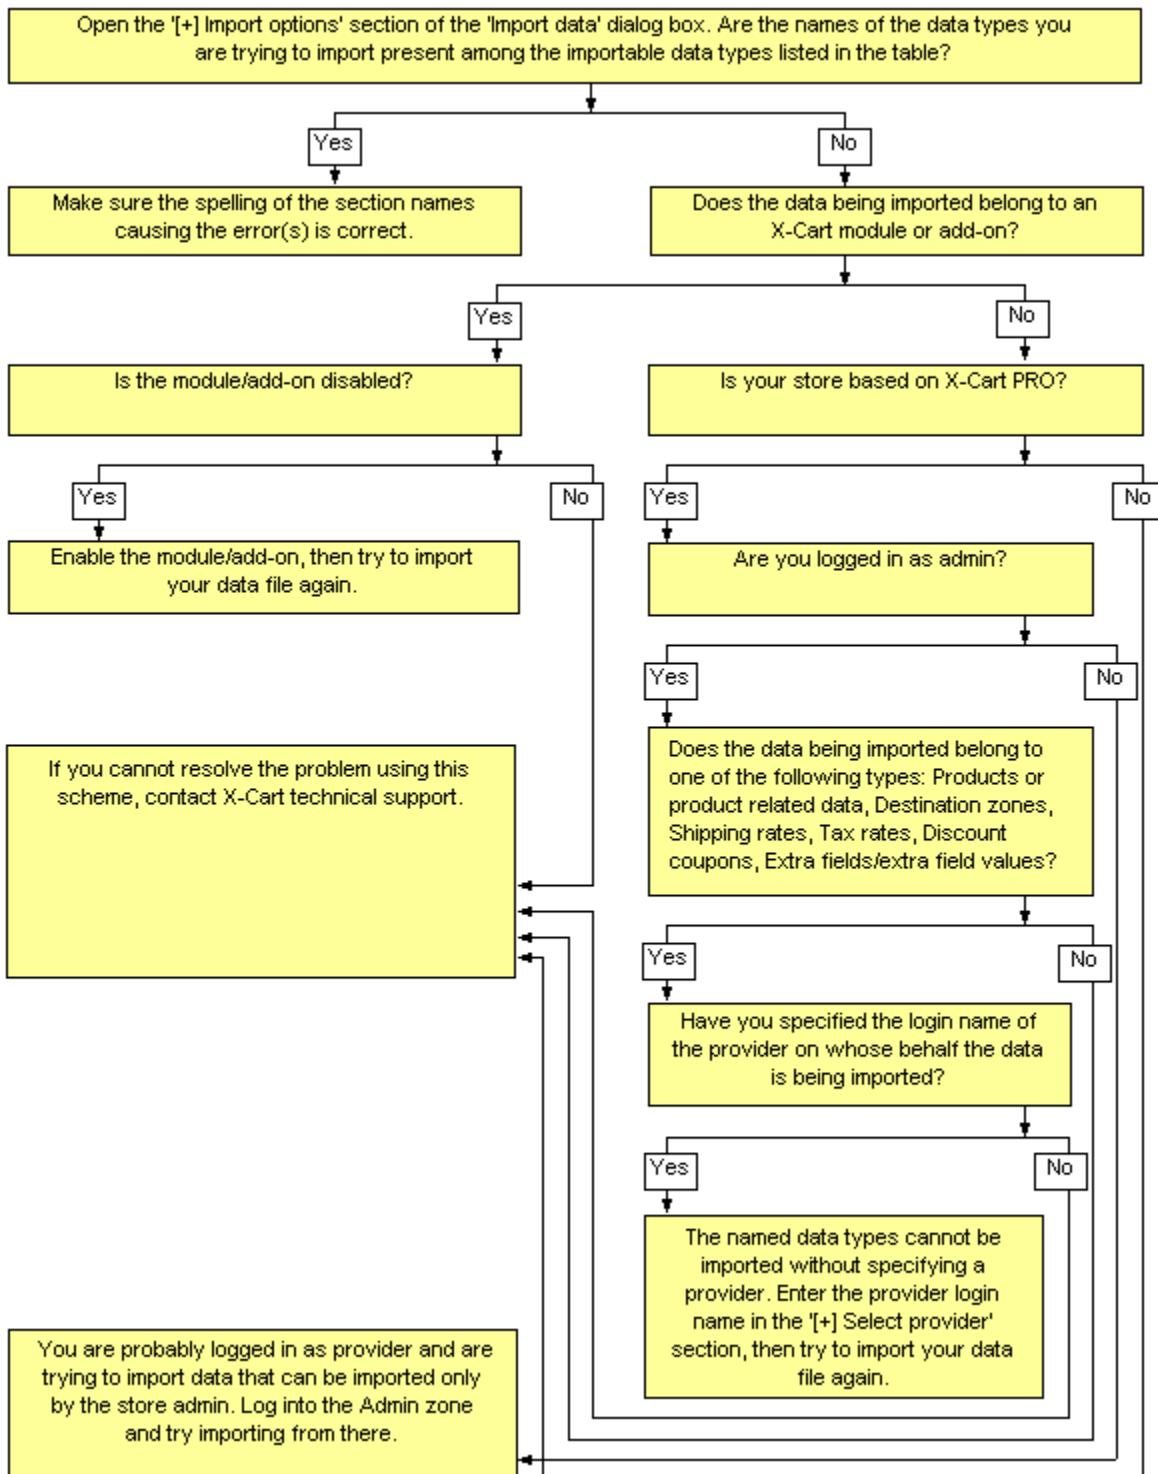 Open the '[+] Import options' section of the 'Import data' dialog box. Are the names of the data types you
are trying to import present among the importable data types listed in the table?
Yes
No
Make sure the spelling of the section names
causing the error(s) is correct.
Does the data being imported belong to an
X-Cart module or add-on?
Yes
No
Is the module/add-on disabled?
Is your store based on X-Cart PRO?
Yes
No
Yes
No
Enable the module/add-on, then try to import
your data file again.
Are you logged in as admin?
Yes
No
If you cannot resolve the problem using this
scheme, contact X-Cart technical support.
Does the data being imported belong to
one of the following types: Products or
product related data, Destination zones,
Shipping rates, Tax rates, Discount
coupons, Extra fields/extra field values?
Yes
No
Have you specified the login name of
the provider on whose behalf the data
is being imported?
Yes
No
The named data types cannot be
imported without specifying a
provider. Enter the provider login
name in the '[+] Select provider'
section, then try to import your data
file again.
You are probably logged in as provider and are
trying to import data that can be imported only
by the store admin. Log into the Admin zone
and try importing from there.